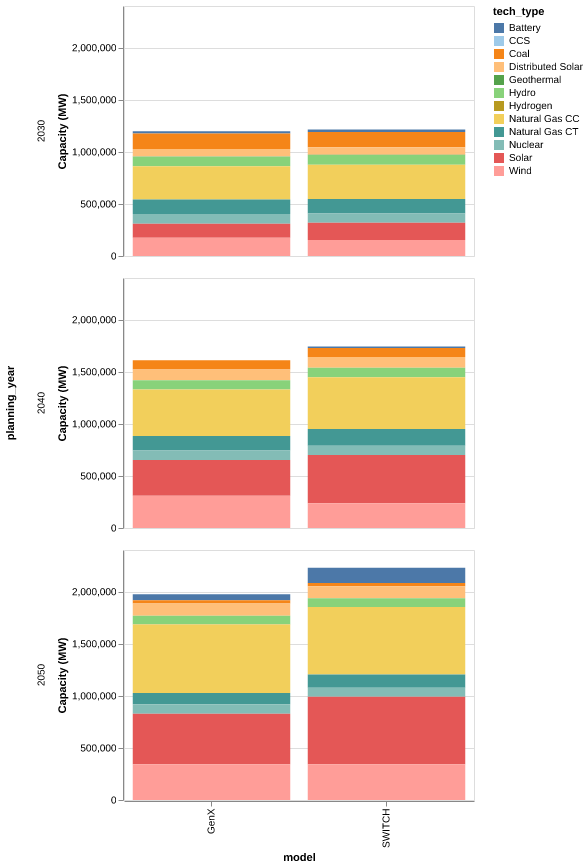 tech_type
Battery
CCS
Coal
Distributed Solar
Geothermal
Hydro
Hydrogen
Natural Gas CC
Natural Gas CT
Nuclear
Solar
Wind
planning_year
2030
Capacity (MW)
2,000,000
1,500,000
1,000,000
500,000
0
2040
Capacity (MW)
2,000,000
1,500,000
1,000,000
500,000
0
2050
Capacity (MW)
2,000,000
1,500,000
1,000,000
500,000
0
GenX
SWITCH
model